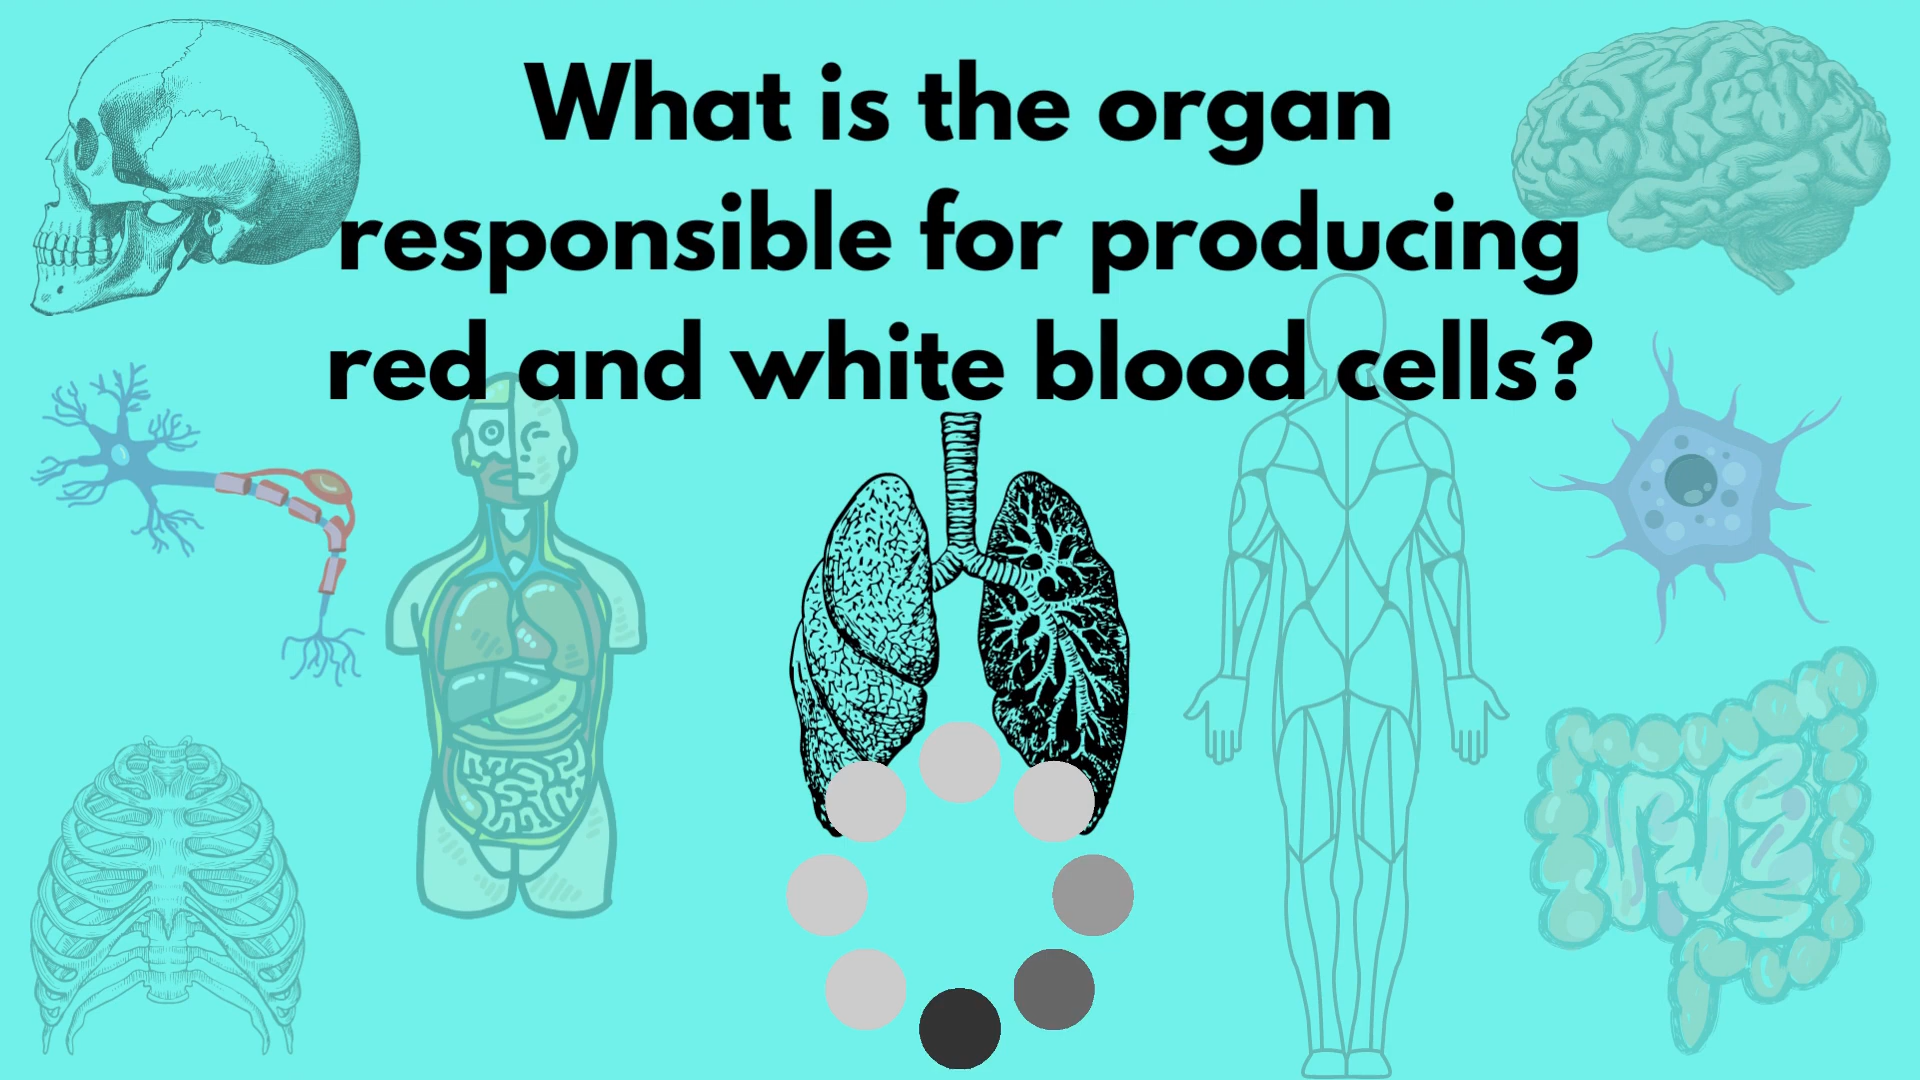 What is the organ
responsible for producing
red and white blood cells?